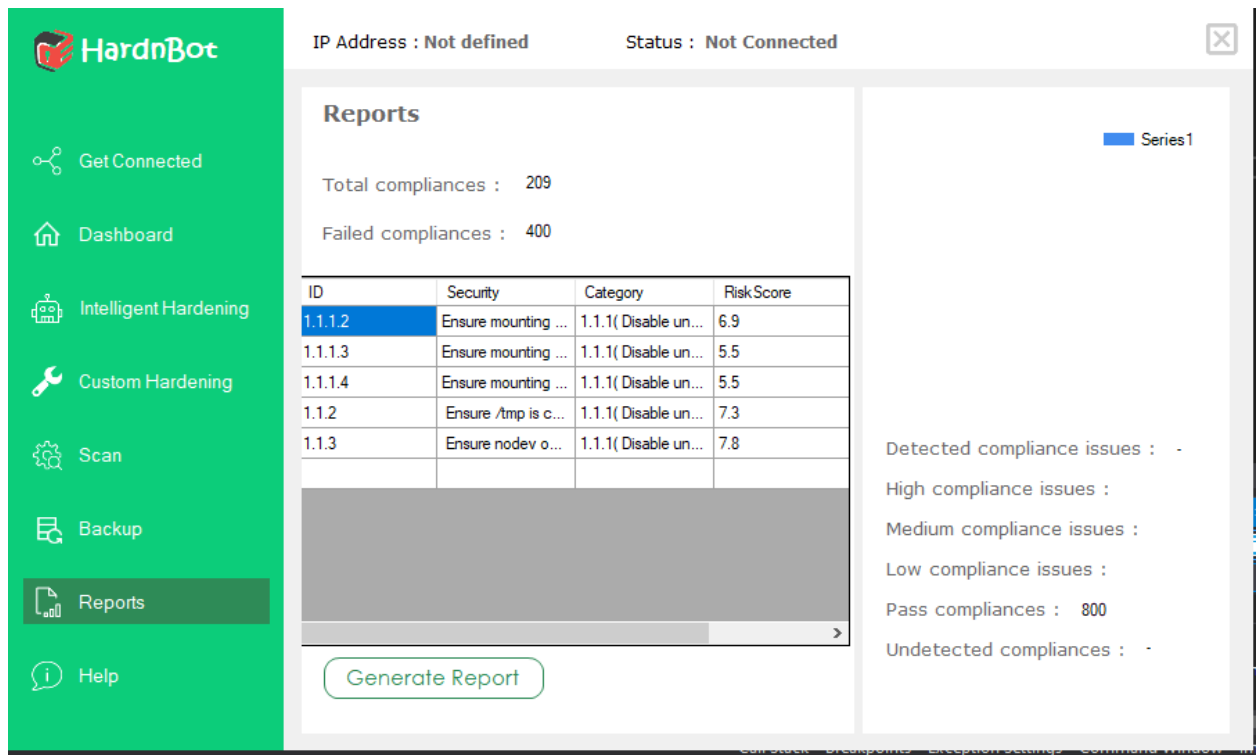 HardnBot
IP Address : Not defined Status : Not Connected
Get Connected
Dashboard
Intelligent Hardening
Custom Hardening
Scan
Backup
Reports
Help
Reports
Total compliances : 209
Failed compliances : 400
ID Security Category RiskScore
1.1.1.2 Ensure mounting ... 1.1.1( Disable un... 6.9
1.1.1.3 Ensure mounting ... 1.1.1( Disable un... 5.5
1.1.1.4 Ensure mounting ... 1.1.1( Disable un... 5.5
1.1.2 Ensure /tmp is c... 1.1.1( Disable un... 7.3
1.1.3 Ensure nodev o... 1.1.1( Disable un... 7.8
Generate Report
Series1
Detected compliance issues : -
High compliance issues :
Medium compliance issues :
Low compliance issues :
Pass compliances : 800
Undetected compliances : -